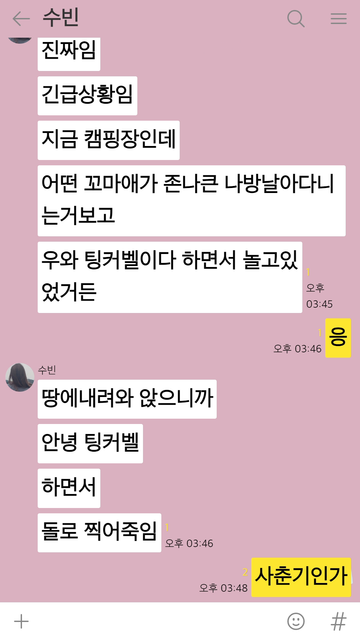 수빈
진짜임
긴급상황임
지금 캠핑장인데
어떤 꼬마애가 존나큰 나방날아다니
는거보고
우와 팅커벨이다 하면서 놀고있
었거든
1
오후
03:45
1
오후 03:46
응
수빈
땅에내려와 앉으니까
안녕 팅커벨
하면서
돌로 찍어죽임
1
오후 03:46
2
오후 03:48
사춘기인가